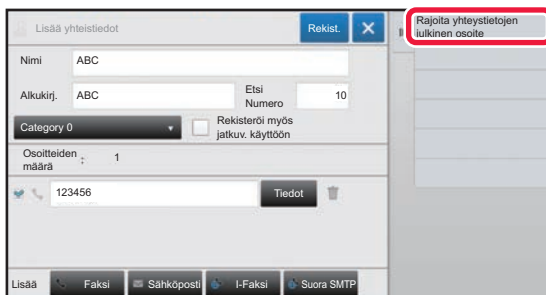 Lisää yhteistiedot
Rekist.
Rajoita yhteystietojen
julkinen osoite
Nimi
ABC
Alkukirj.
ABC
Etsi
Numero
10
Category 0
Rekisteröi myös
jatkuv. käyttöön
Osoitteiden
määrä
:
1
123456
Tiedot
Lisää
Faksi
Sähköposti
I-Faksi
Suora SMTP